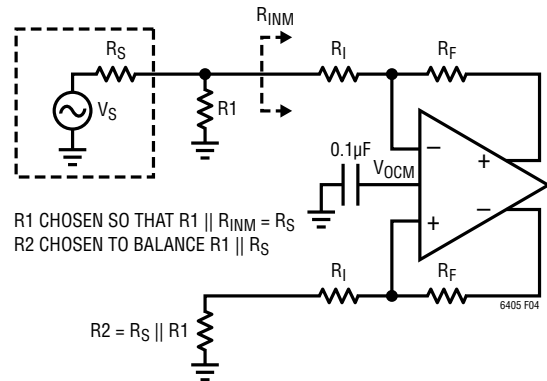 R_INM
R_S
R_I
R_F
V_S
R1
0.1µF
V_OCM
−
+
−
+
R1 CHOSEN SO THAT R1 || R_INM = R_S
R2 CHOSEN TO BALANCE R1 || R_S
R_I
R_F
6405 F04
R2 = R_S || R1